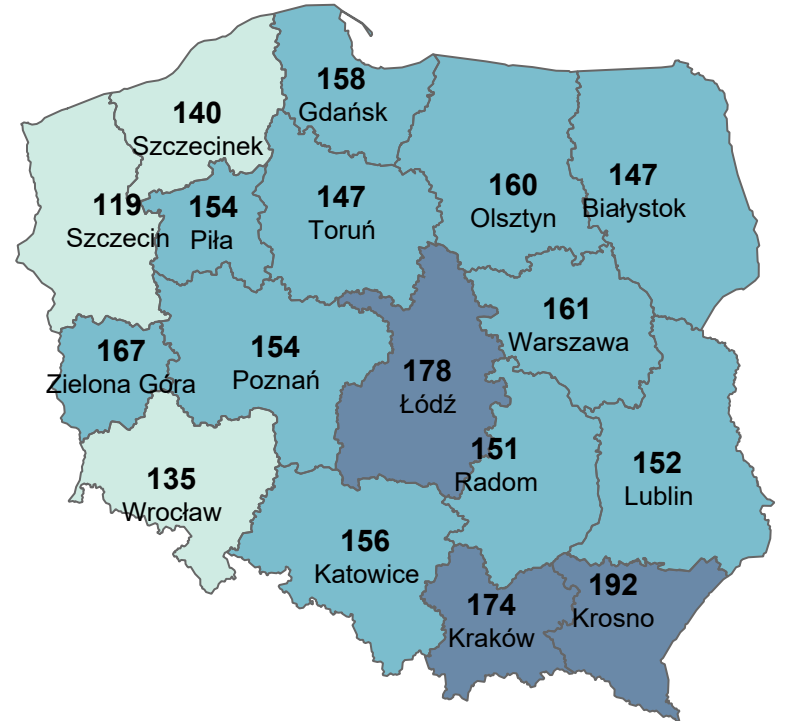 158
Gdańsk
140
Szczecinek
160
Olsztyn
147
Białystok
147
Toruń
154
Piła
119
Szczecin
161
Warszawa
167
Zielona Góra
154
Poznań
178
Łódź
151
Radom
152
Lublin
135
Wrocław
156
Katowice
174
Kraków
192
Krosno